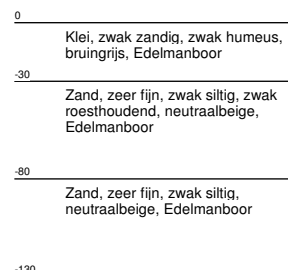 0
Klei, zwak zandig, zwak humeus,
bruingrijs, Edelmanboor
-30
Zand, zeer fijn, zwak siltig, zwak
roesthoudend, neutraalbeige,
Edelmanboor
-80
Zand, zeer fijn, zwak siltig,
neutraalbeige, Edelmanboor
-130